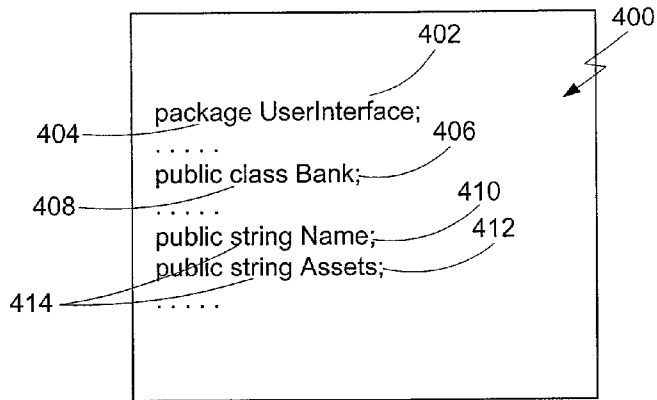 402
400
package UserInterface;
404
. . . . .
406
public class Bank;
408
. . . . .
410
public string Name;
412
public string Assets;
414
. . . . .